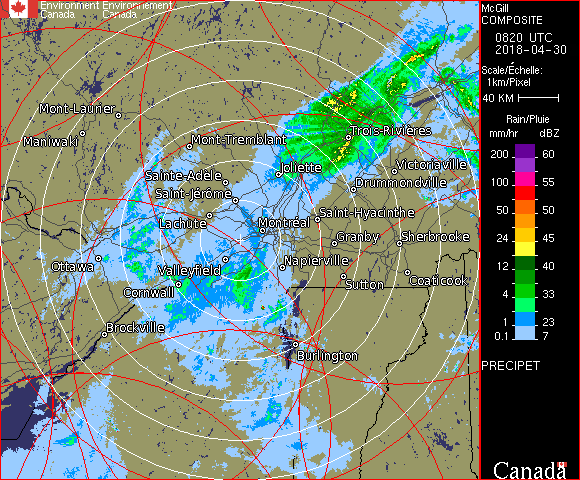 Environment Environnement
Canada Canada
Mont-Laurier
Maniwaki
Mont-Tremblant
Trois-Rivières
Sainte-Adèle
Joliette
Victoriaville
Saint-Jérôme
Drummondville
Lachute
Saint-Hyacinthe
Montréal
Granby
Sherbrooke
Ottawa
Valleyfield
Napierville
Cornwall
Sutton
Coaticook
Brockville
Burlington
McGill
COMPOSITE
0820 UTC
2018-04-30
Scale/Échelle:
1km/Pixel
40 KM
Rain/Pluie
mm/hr dBZ
200 60
150 57
100 55
50 50
24 45
12 40
4 33
1 23
0.1 7
PRECIPET
Canada